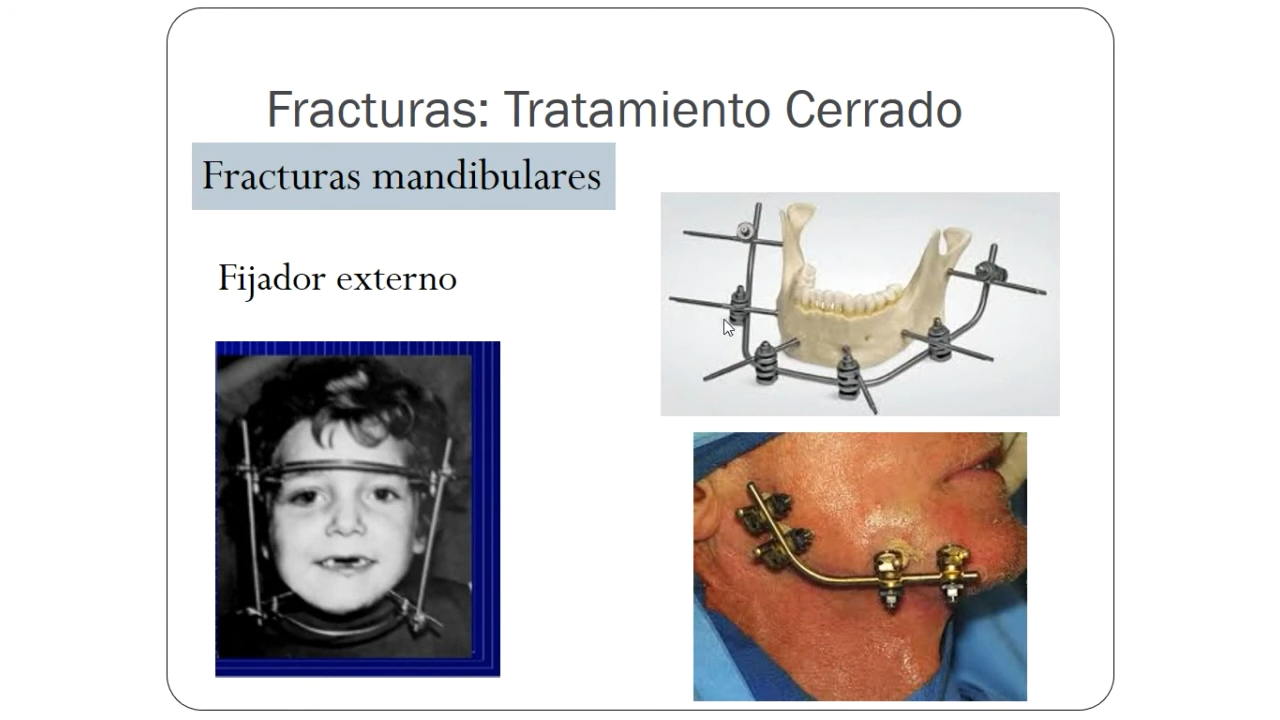 Fracturas: Tratamiento Cerrado
Fracturas mandibulares
Fijador externo